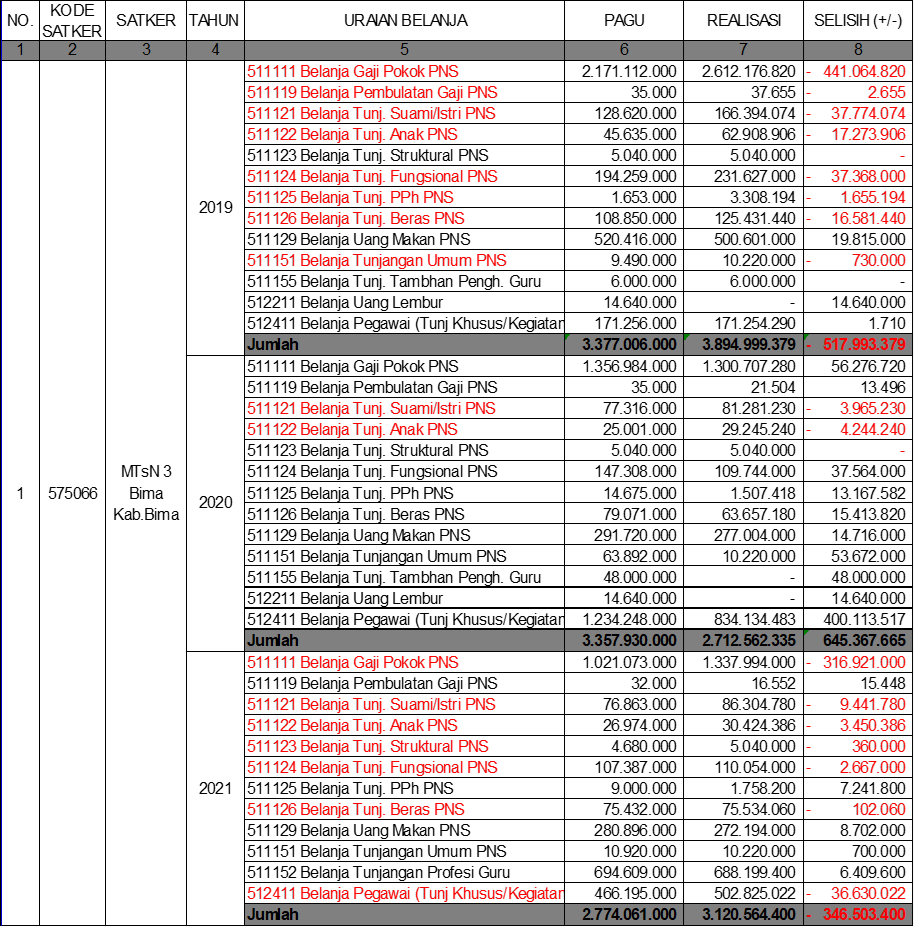 NO. KODE SATKER SATKER TAHUN URAIAN BELANJA PAGU REALISASI SELISIH (+/-)
1 2 3 4 5 6 7 8
511111 Belanja Gaji Pokok PNS 2.171.112.000 2.612.176.820 - 441.064.820
511119 Belanja Pembulatan Gaji PNS 35.000 37.655 - 2.655
511121 Belanja Tunj. Suami/Istri PNS 128.620.000 166.394.074 - 37.774.074
511122 Belanja Tunj. Anak PNS 45.635.000 62.908.906 - 17.273.906
511123 Belanja Tunj. Struktural PNS 5.040.000 5.040.000 -
511124 Belanja Tunj. Fungsional PNS 194.259.000 231.627.000 - 37.368.000
511125 Belanja Tunj. PPh PNS 1.653.000 3.308.194 - 1.655.194
2019
511126 Belanja Tunj. Beras PNS 108.850.000 125.431.440 - 16.581.440
511129 Belanja Uang Makan PNS 520.416.000 500.601.000 19.815.000
511151 Belanja Tunjangan Umum PNS 9.490.000 10.220.000 - 730.000
511155 Belanja Tunj. Tambhan Pengh. Guru 6.000.000 6.000.000 -
512211 Belanja Uang Lembur 14.640.000 - 14.640.000
512411 Belanja Pegawai (Tunj Khusus/Kegiatan 171.256.000 171.254.290 1.710
Jumlah 3.377.006.000 3.894.999.379 - 517.993.379
511111 Belanja Gaji Pokok PNS 1.356.984.000 1.300.707.280 56.276.720
511119 Belanja Pembulatan Gaji PNS 35.000 21.504 13.496
511121 Belanja Tunj. Suami/Istri PNS 77.316.000 81.281.230 - 3.965.230
511122 Belanja Tunj. Anak PNS 25.001.000 29.245.240 - 4.244.240
511123 Belanja Tunj. Struktural PNS 5.040.000 5.040.000 -
511124 Belanja Tunj. Fungsional PNS 147.308.000 109.744.000 37.564.000
1 575066 MTsN 3 Bima Kab.Bima 2020
511125 Belanja Tunj. PPh PNS 14.675.000 1.507.418 13.167.582
511126 Belanja Tunj. Beras PNS 79.071.000 63.657.180 15.413.820
511129 Belanja Uang Makan PNS 291.720.000 277.004.000 14.716.000
511151 Belanja Tunjangan Umum PNS 63.892.000 10.220.000 53.672.000
511155 Belanja Tunj. Tambhan Pengh. Guru 48.000.000 - 48.000.000
512211 Belanja Uang Lembur 14.640.000 - 14.640.000
512411 Belanja Pegawai (Tunj Khusus/Kegiatan 1.234.248.000 834.134.483 400.113.517
Jumlah 3.357.930.000 2.712.562.335 645.367.665
511111 Belanja Gaji Pokok PNS 1.021.073.000 1.337.994.000 - 316.921.000
511119 Belanja Pembulatan Gaji PNS 32.000 16.552 15.448
511121 Belanja Tunj. Suami/Istri PNS 76.863.000 86.304.780 - 9.441.780
511122 Belanja Tunj. Anak PNS 26.974.000 30.424.386 - 3.450.386
511123 Belanja Tunj. Struktural PNS 4.680.000 5.040.000 - 360.000
511124 Belanja Tunj. Fungsional PNS 107.387.000 110.054.000 - 2.667.000
2021
511125 Belanja Tunj. PPh PNS 9.000.000 1.758.200 7.241.800
511126 Belanja Tunj. Beras PNS 75.432.000 75.534.060 - 102.060
511129 Belanja Uang Makan PNS 280.896.000 272.194.000 8.702.000
511151 Belanja Tunjangan Umum PNS 10.920.000 10.220.000 700.000
511152 Belanja Tunjangan Profesi Guru 694.609.000 688.199.400 6.409.600
512411 Belanja Pegawai (Tunj Khusus/Kegiatan 466.195.000 502.825.022 - 36.630.022
Jumlah 2.774.061.000 3.120.564.400 - 346.503.400